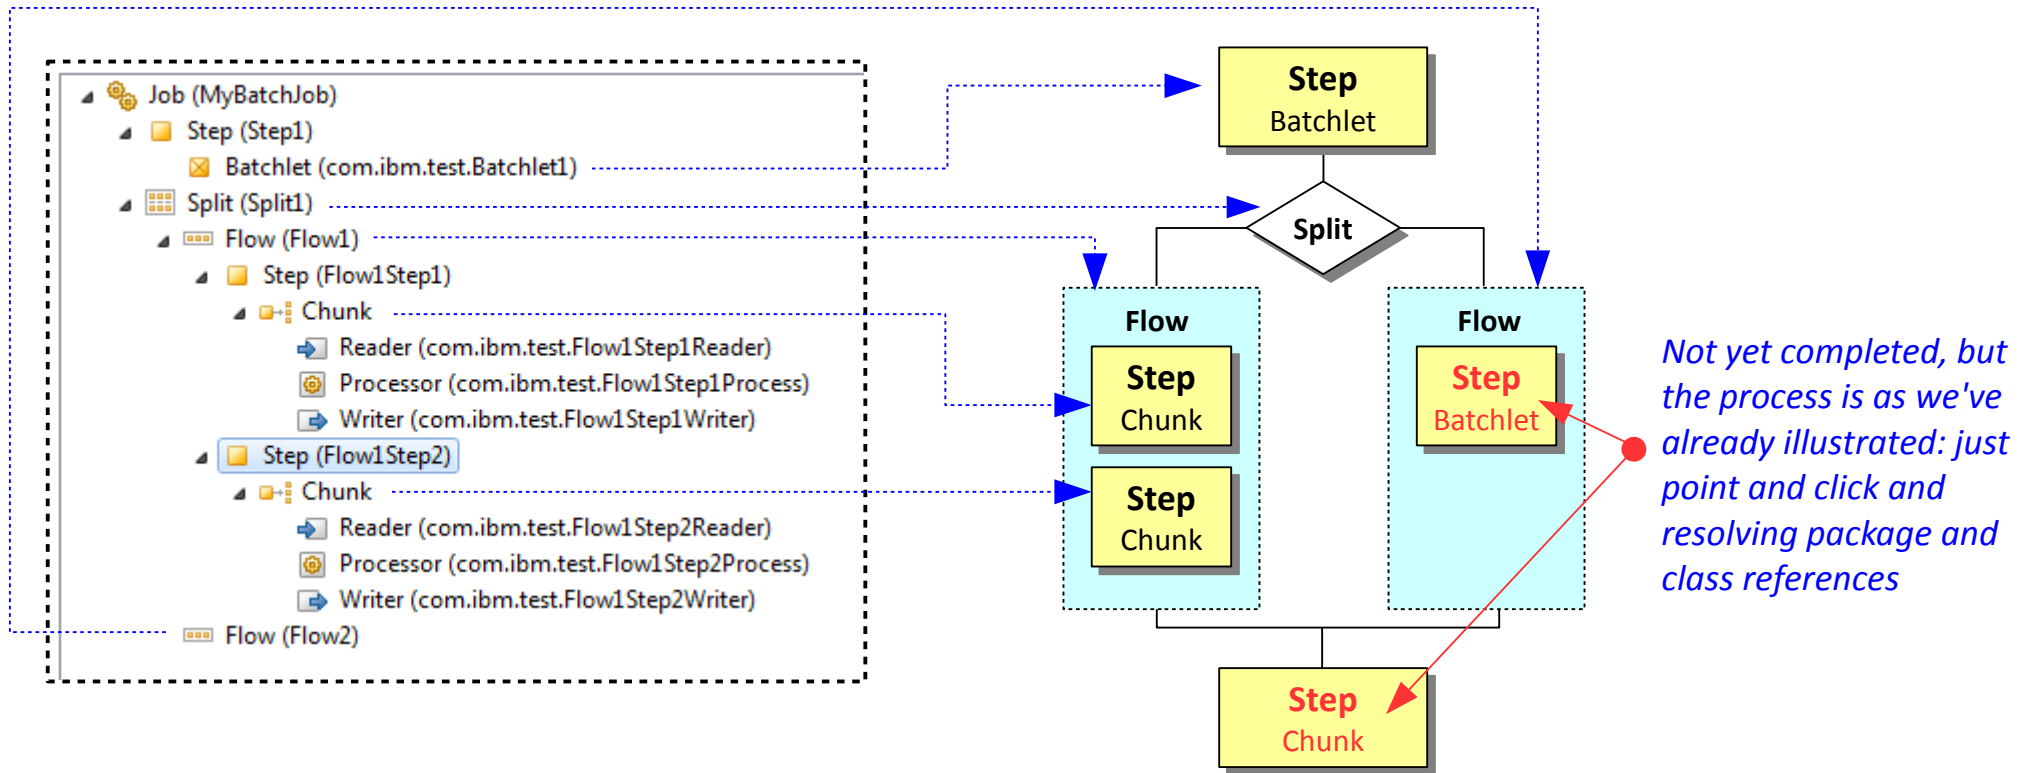 Job (MyBatchJob)
Step (Step1)
Batchlet (com.ibm.test.Batchlet1)
Split (Split1)
Flow (Flow1)
Step (Flow1Step1)
Chunk
Reader (com.ibm.test.Flow1Step1Reader)
Processor (com.ibm.test.Flow1Step1Process)
Writer (com.ibm.test.Flow1Step1Writer)
Step (Flow1Step2)
Chunk
Reader (com.ibm.test.Flow1Step2Reader)
Processor (com.ibm.test.Flow1Step2Process)
Writer (com.ibm.test.Flow1Step2Writer)
Flow (Flow2)
Step
Batchlet
Split
Flow
Step
Chunk
Step
Chunk
Flow
Step
Batchlet
Step
Chunk
Not yet completed, but
the process is as we've
already illustrated: just
point and click and
resolving package and
class references